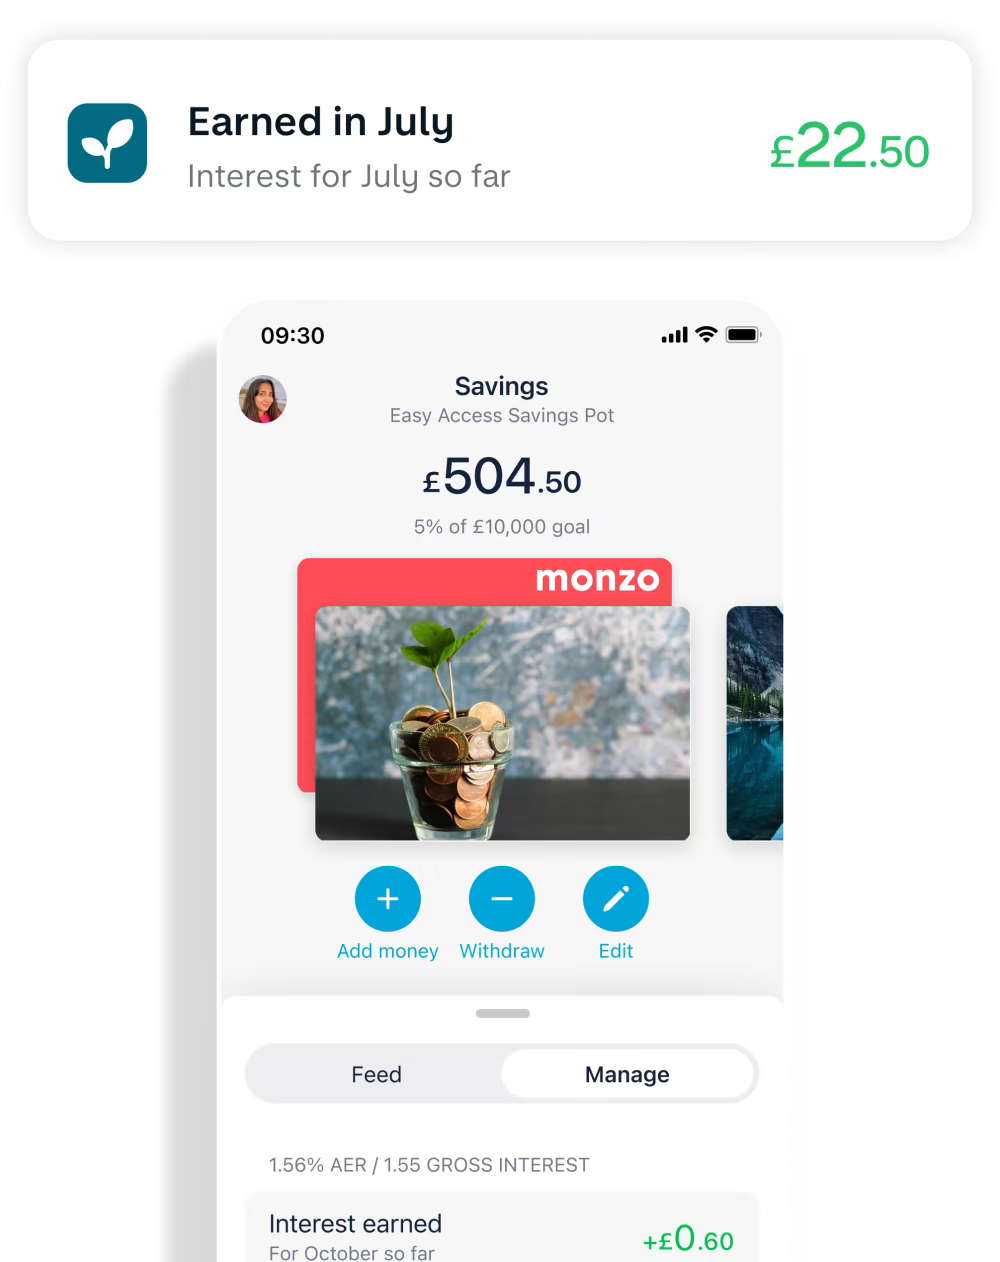 Earned in July
Interest for July so far
£22.50
09:30
Savings
Easy Access Savings Pot
£504.50
5% of £10,000 goal
monzo
Add money
Withdraw
Edit
Feed
Manage
1.56% AER / 1.55 GROSS INTEREST
Interest earned
For October so far
+£0.60